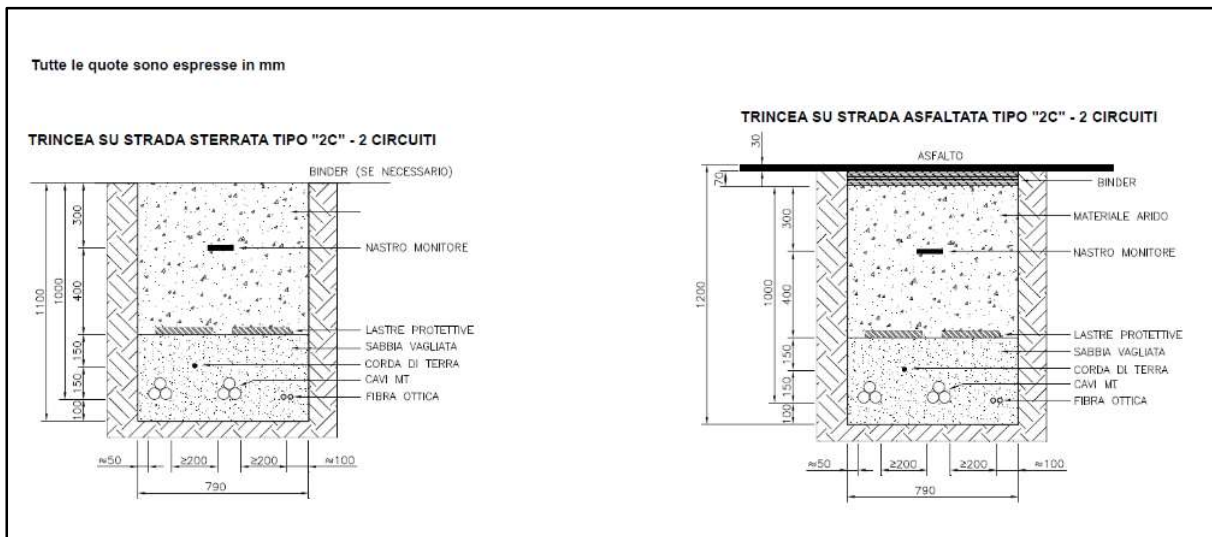 Tutte le quote sono espresse in mm
TRINCEA SU STRADA STERRATA TIPO "2C" - 2 CIRCUITI
BINDER (SE NECESSARIO)
300
NASTRO MONITORE
400
1000
1100
LASTRE PROTETTIVE
SABBIA VAGLIATA
150
CORDA DI TERRA
CAVI MT
150
FIBRA OTTICA
100
≈50
≥200
≥200
≈100
790
TRINCEA SU STRADA ASFALTATA TIPO "2C" - 2 CIRCUITI
30
ASFALTO
70
BINDER
300
MATERIALE ARIDO
NASTRO MONITORE
400
1000
1200
LASTRE PROTETTIVE
SABBIA VAGLIATA
150
CORDA DI TERRA
CAVI MT
150
FIBRA OTTICA
100
≈50
≥200
≥200
≈100
790